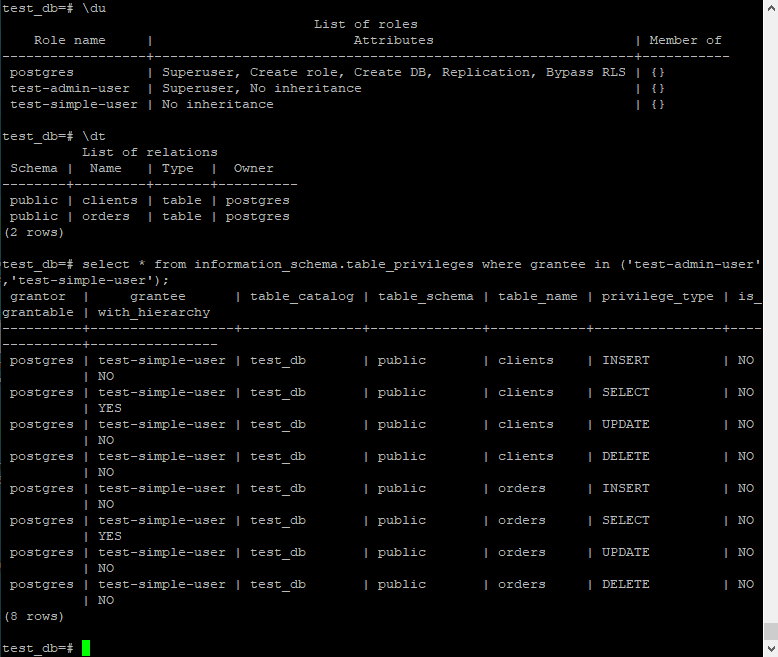 test_db=# \du
                                       List of roles
    Role name     |                         Attributes                         | Member of
------------------+------------------------------------------------------------+-----------
 postgres         | Superuser, Create role, Create DB, Replication, Bypass RLS | {}
 test-admin-user  | Superuser, No inheritance                                  | {}
 test-simple-user | No inheritance                                             | {}

test_db=# \dt
          List of relations
 Schema |  Name   | Type  |  Owner
--------+---------+-------+----------
 public | clients | table | postgres
 public | orders  | table | postgres
(2 rows)

test_db=# select * from information_schema.table_privileges where grantee in ('test-admin-user'
,'test-simple-user');
 grantor  |     grantee      | table_catalog | table_schema | table_name | privilege_type | is_
grantable | with_hierarchy
----------+------------------+---------------+--------------+------------+----------------+----
----------+----------------
 postgres | test-simple-user | test_db       | public       | clients    | INSERT         | NO
          | NO
 postgres | test-simple-user | test_db       | public       | clients    | SELECT         | NO
          | YES
 postgres | test-simple-user | test_db       | public       | clients    | UPDATE         | NO
          | NO
 postgres | test-simple-user | test_db       | public       | clients    | DELETE         | NO
          | NO
 postgres | test-simple-user | test_db       | public       | orders     | INSERT         | NO
          | NO
 postgres | test-simple-user | test_db       | public       | orders     | SELECT         | NO
          | YES
 postgres | test-simple-user | test_db       | public       | orders     | UPDATE         | NO
          | NO
 postgres | test-simple-user | test_db       | public       | orders     | DELETE         | NO
          | NO
(8 rows)

test_db=#